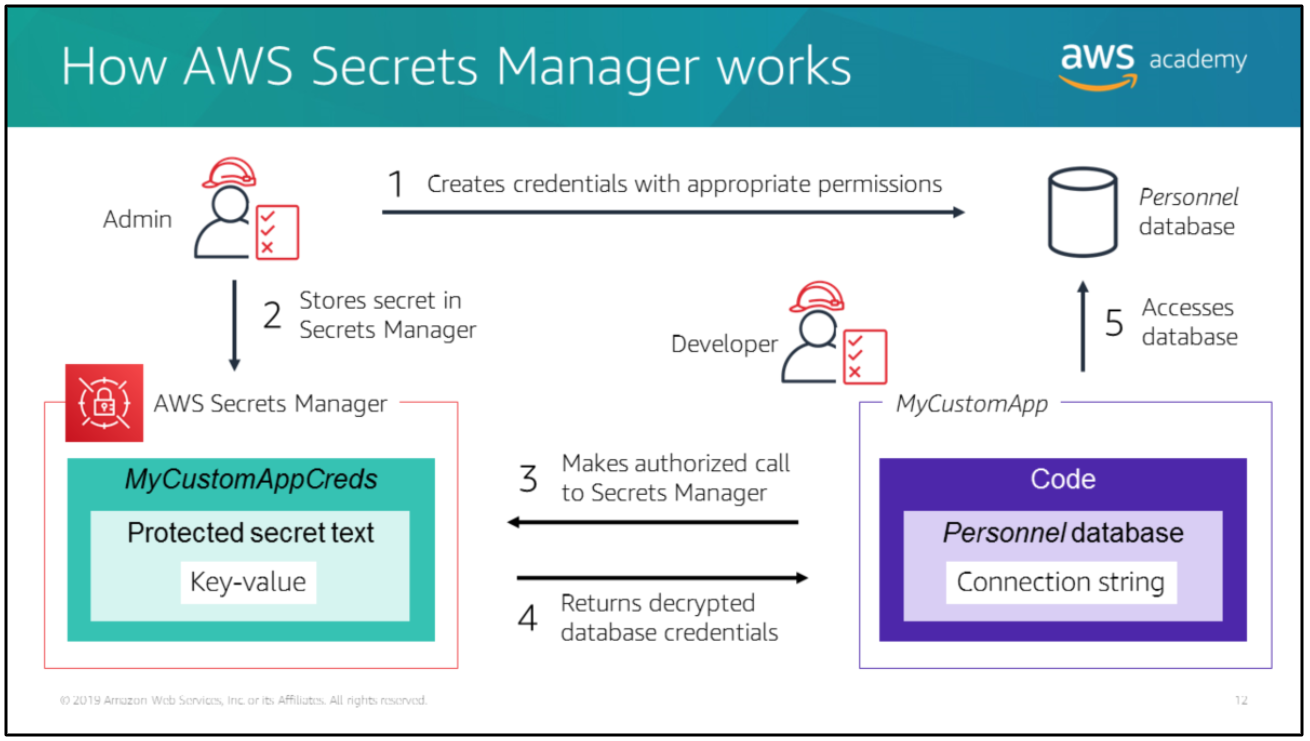 How AWS Secrets Manager works
aws academy
Admin
1 Creates credentials with appropriate permissions
Personnel
database
2 Stores secret in
Secrets Manager
Developer
5 Accesses
database
AWS Secrets Manager
MyCustomAppCreds
Protected secret text
Key-value
3 Makes authorized call
to Secrets Manager
4 Returns decrypted
database credentials
MyCustomApp
Code
Personnel database
Connection string
© 2019 Amazon Web Services, Inc. or its Affiliates. All rights reserved.
12